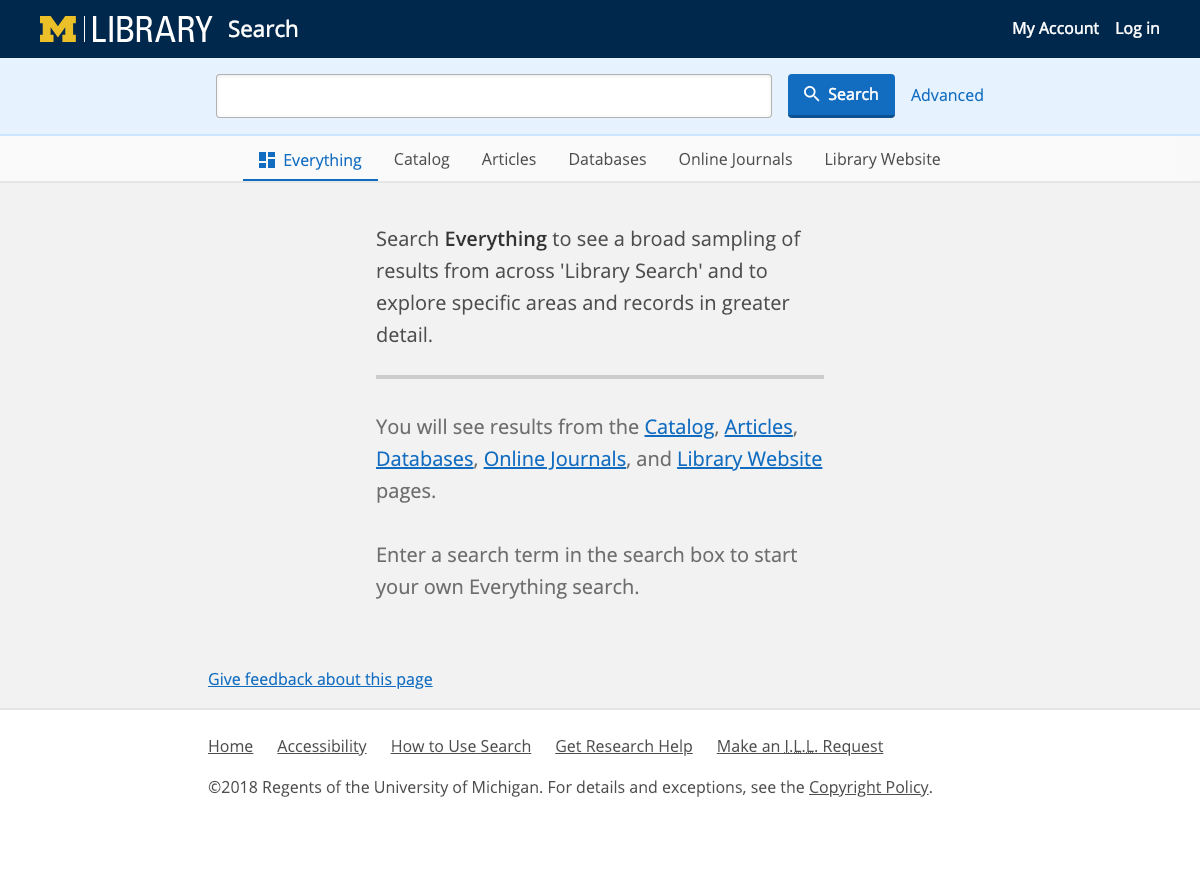 M LIBRARY Search My Account Log in
Search Advanced
Everything Catalog Articles Databases Online Journals Library Website
Search Everything to see a broad sampling of
results from across 'Library Search' and to
explore specific areas and records in greater
detail.
You will see results from the Catalog, Articles,
Databases, Online Journals, and Library Website
pages.
Enter a search term in the search box to start
your own Everything search.
Give feedback about this page
Home Accessibility How to Use Search Get Research Help Make an I.L.L. Request
©2018 Regents of the University of Michigan. For details and exceptions, see the Copyright Policy.